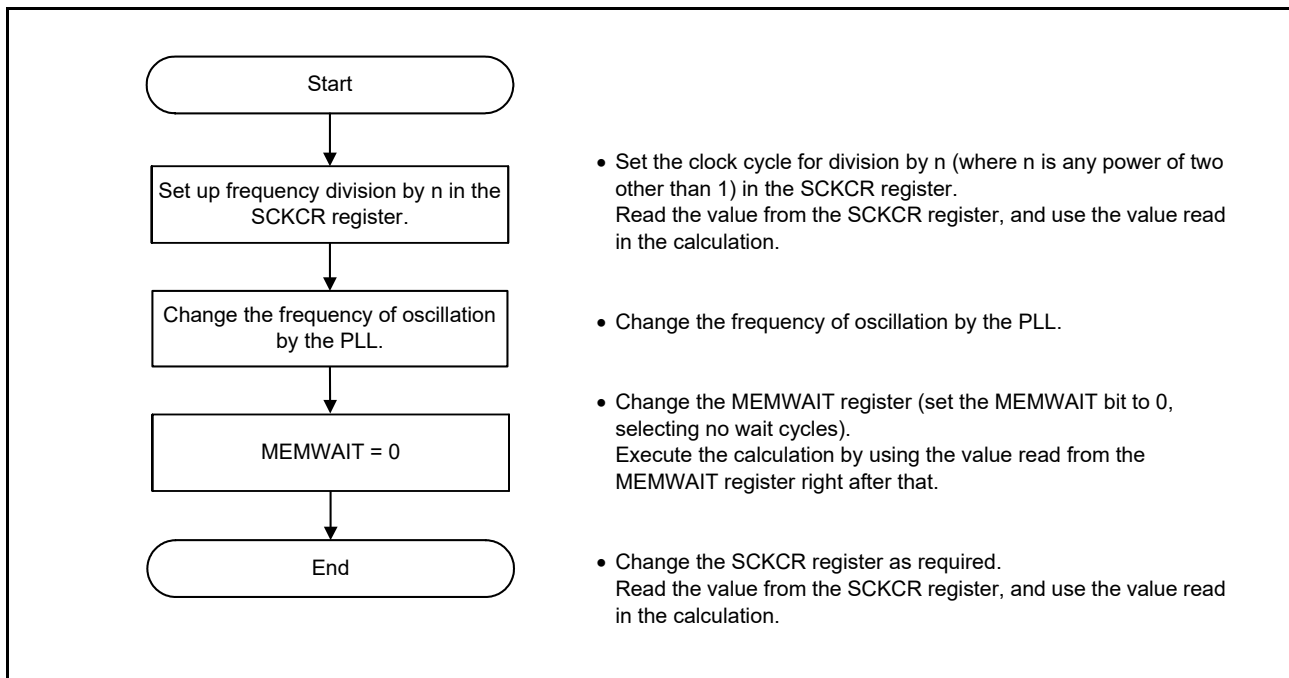 Start
Set up frequency division by n in the
SCKCR register.
• Set the clock cycle for division by n (where n is any power of two
other than 1) in the SCKCR register.
Read the value from the SCKCR register, and use the value read
in the calculation.
Change the frequency of oscillation
by the PLL.
• Change the frequency of oscillation by the PLL.
MEMWAIT = 0
• Change the MEMWAIT register (set the MEMWAIT bit to 0,
selecting no wait cycles).
Execute the calculation by using the value read from the
MEMWAIT register right after that.
End
• Change the SCKCR register as required.
Read the value from the SCKCR register, and use the value read
in the calculation.